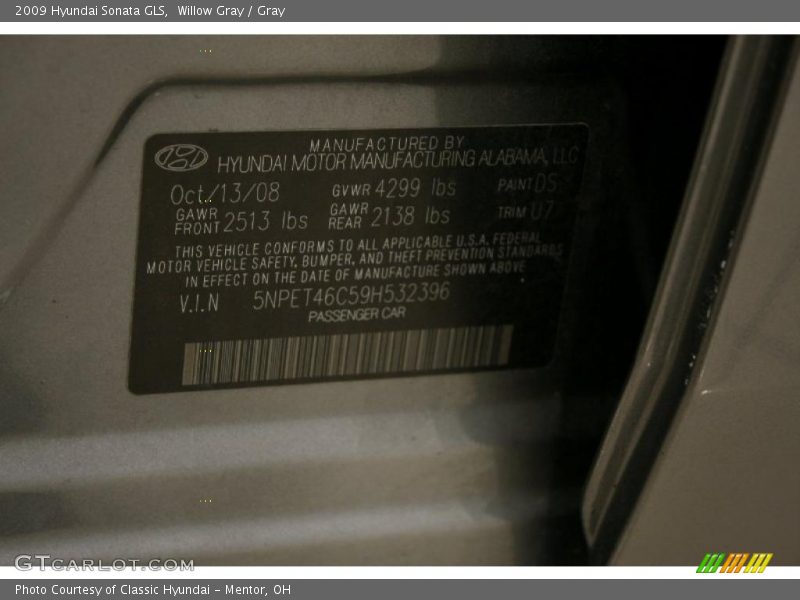 2009 Hyundai Sonata GLS,  Willow Gray / Gray
MANUFACTURED BY
HYUNDAI MOTOR MANUFACTURING ALABAMA, LLC
Oct/13/08 GVWR 4299 lbs PAINT D5
GAWR FRONT 2513 lbs GAWR REAR 2138 lbs TRIM U7
THIS VEHICLE CONFORMS TO ALL APPLICABLE U.S.A. FEDERAL
MOTOR VEHICLE SAFETY, BUMPER, AND THEFT PREVENTION STANDARDS
IN EFFECT ON THE DATE OF MANUFACTURE SHOWN ABOVE
V.I.N 5NPET46C59H532396
PASSENGER CAR
GTCARLOT.COM
Photo Courtesy of Classic Hyundai - Mentor, OH